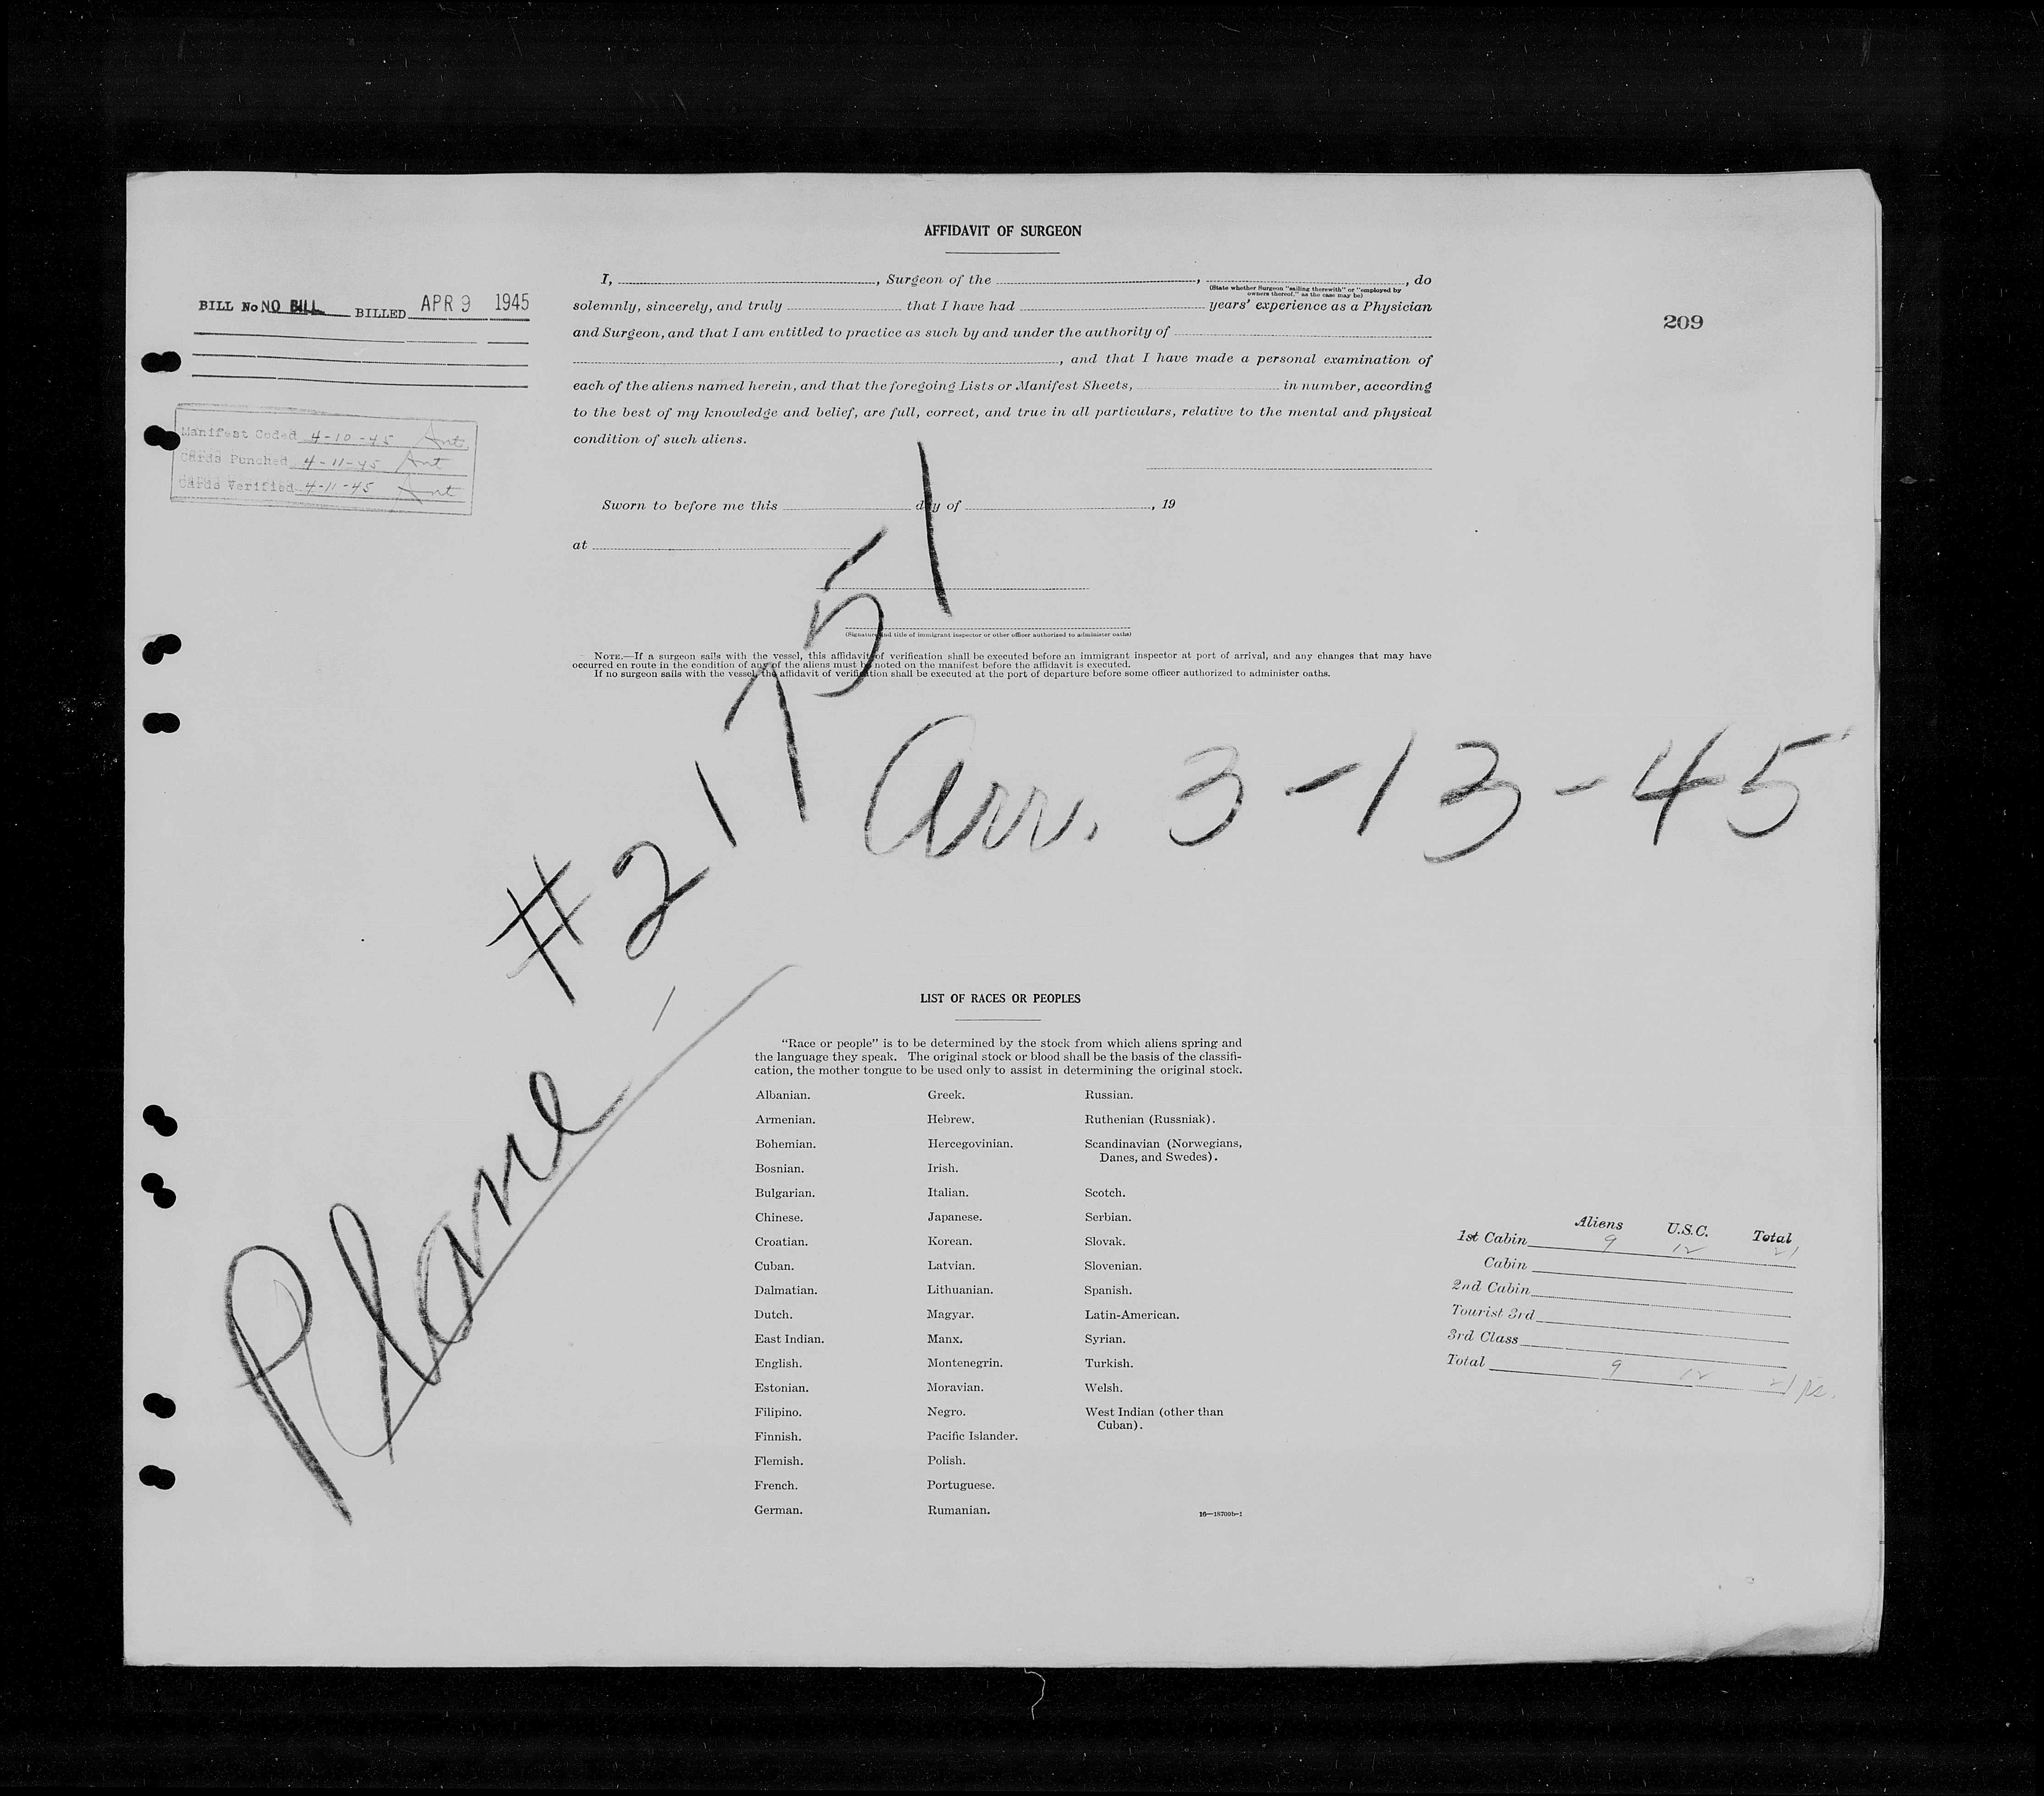 AFFIDAVIT OF SURGEON
I, , Surgeon of the , , do
(State whether Surgeon "sailing therewith" or "employed by
owners thereof," as the case may be)
solemnly, sincerely, and truly that I have had years' experience as a Physician
and Surgeon, and that I am entitled to practice as such by and under the authority of
, and that I have made a personal examination of
each of the aliens named herein, and that the foregoing Lists or Manifest Sheets, in number, according
to the best of my knowledge and belief, are full, correct, and true in all particulars, relative to the mental and physical
condition of such aliens.
Sworn to before me this day of , 19
at
(Signature and title of immigrant inspector or other officer authorized to administer oaths)
NOTE.—If a surgeon sails with the vessel, this affidavit of verification shall be executed before an immigrant inspector at port of arrival, and any changes that may have
occurred en route in the condition of any of the aliens must be noted on the manifest before the affidavit is executed.
If no surgeon sails with the vessel, the affidavit of verification shall be executed at the port of departure before some officer authorized to administer oaths.
BILL No NO BILL BILLED APR 9 1945
209
Manifest Coded 4-10-45 Ant
Cards Punched 4-11-45 Ant
Cards Verified 4-11-45 Ant
Plane - #21751
Arr. 3-13-45
LIST OF RACES OR PEOPLES
"Race or people" is to be determined by the stock from which aliens spring and
the language they speak. The original stock or blood shall be the basis of the classifi-
cation, the mother tongue to be used only to assist in determining the original stock.
Albanian.
Armenian.
Bohemian.
Bosnian.
Bulgarian.
Chinese.
Croatian.
Cuban.
Dalmatian.
Dutch.
East Indian.
English.
Estonian.
Filipino.
Finnish.
Flemish.
French.
German.
Greek.
Hebrew.
Hercegovinian.
Irish.
Italian.
Japanese.
Korean.
Latvian.
Lithuanian.
Magyar.
Manx.
Montenegrin.
Moravian.
Negro.
Pacific Islander.
Polish.
Portuguese.
Rumanian.
Russian.
Ruthenian (Russniak).
Scandinavian (Norwegians,
Danes, and Swedes).
Scotch.
Serbian.
Slovak.
Slovenian.
Spanish.
Latin-American.
Syrian.
Turkish.
Welsh.
West Indian (other than
Cuban).
16—18709b-1
Aliens U.S.C. Total
1st Cabin 9 12 21
Cabin
2nd Cabin
Tourist 3rd
3rd Class
Total 9 12 21